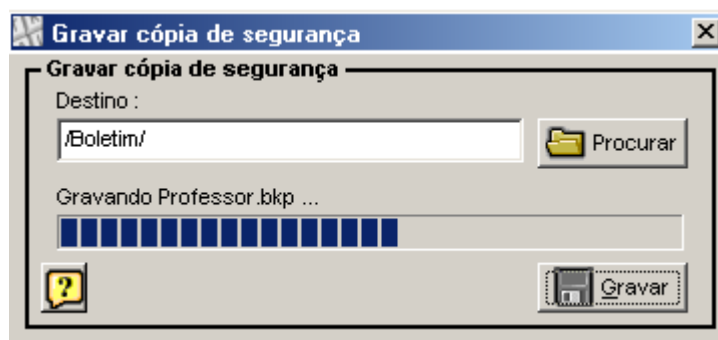 Gravar cópia de segurança
Gravar cópia de segurança
Destino :
/Boletim/
Procurar
Gravando Professor.bkp ...
?
Gravar